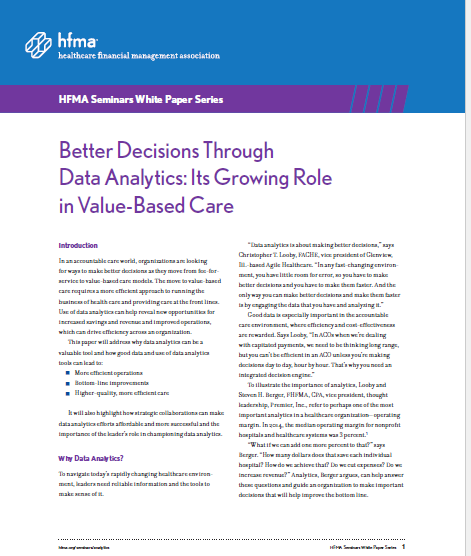 hfma™
healthcare financial management association
HFMA Seminars White Paper Series
Better Decisions Through
Data Analytics: Its Growing Role
in Value-Based Care
Introduction
In an accountable care world, organizations are looking
for ways to make better decisions as they move from fee-for-
service to value-based care models. The move to value-based
care requires a more efficient approach to running the
business of health care and providing care at the front lines.
Use of data analytics can help reveal new opportunities for
increased savings and revenue and improved operations,
which can drive efficiency across an organization.
This paper will address why data analytics can be a
valuable tool and how good data and use of data analytics
tools can lead to:
■ More efficient operations
■ Bottom-line improvements
■ Higher-quality, more efficient care
It will also highlight how strategic collaborations can make
data analytics efforts affordable and more successful and the
importance of the leader's role in championing data analytics.
Why Data Analytics?
To navigate today's rapidly changing healthcare environ-
ment, leaders need reliable information and the tools to
make sense of it.
"Data analytics is about making better decisions," says
Christopher T. Looby, FACHE, vice president of Glenview,
Ill.-based Agile Healthcare. "In any fast-changing environ-
ment, you have little room for error, so you have to make
better decisions and you have to make them faster. And the
only way you can make better decisions and make them faster
is by engaging the data that you have and analyzing it."
Good data is especially important in the accountable
care environment, where efficiency and cost-effectiveness
are rewarded. Says Looby, "In ACOs when we're dealing
with capitated payments, we need to be thinking long range,
but you can't be efficient in an ACO unless you're making
decisions day to day, hour by hour. That's why you need an
integrated decision engine."
To illustrate the importance of analytics, Looby and
Steven H. Berger, FHFMA, CPA, vice president, thought
leadership, Premier, Inc., refer to perhaps one of the most
important analytics in a healthcare organization—operating
margin. In 2014, the median operating margin for nonprofit
hospitals and healthcare systems was 3 percent.¹
"What if we can add one more percent to that?" says
Berger. "How many dollars does that save each individual
hospital? How do we achieve that? Do we cut expenses? Do we
increase revenue?" Analytics, Berger argues, can help answer
these questions and guide an organization to make important
decisions that will help improve the bottom line.
hfma.org/seminars/analytics
HFMA Seminars White Paper Series 1